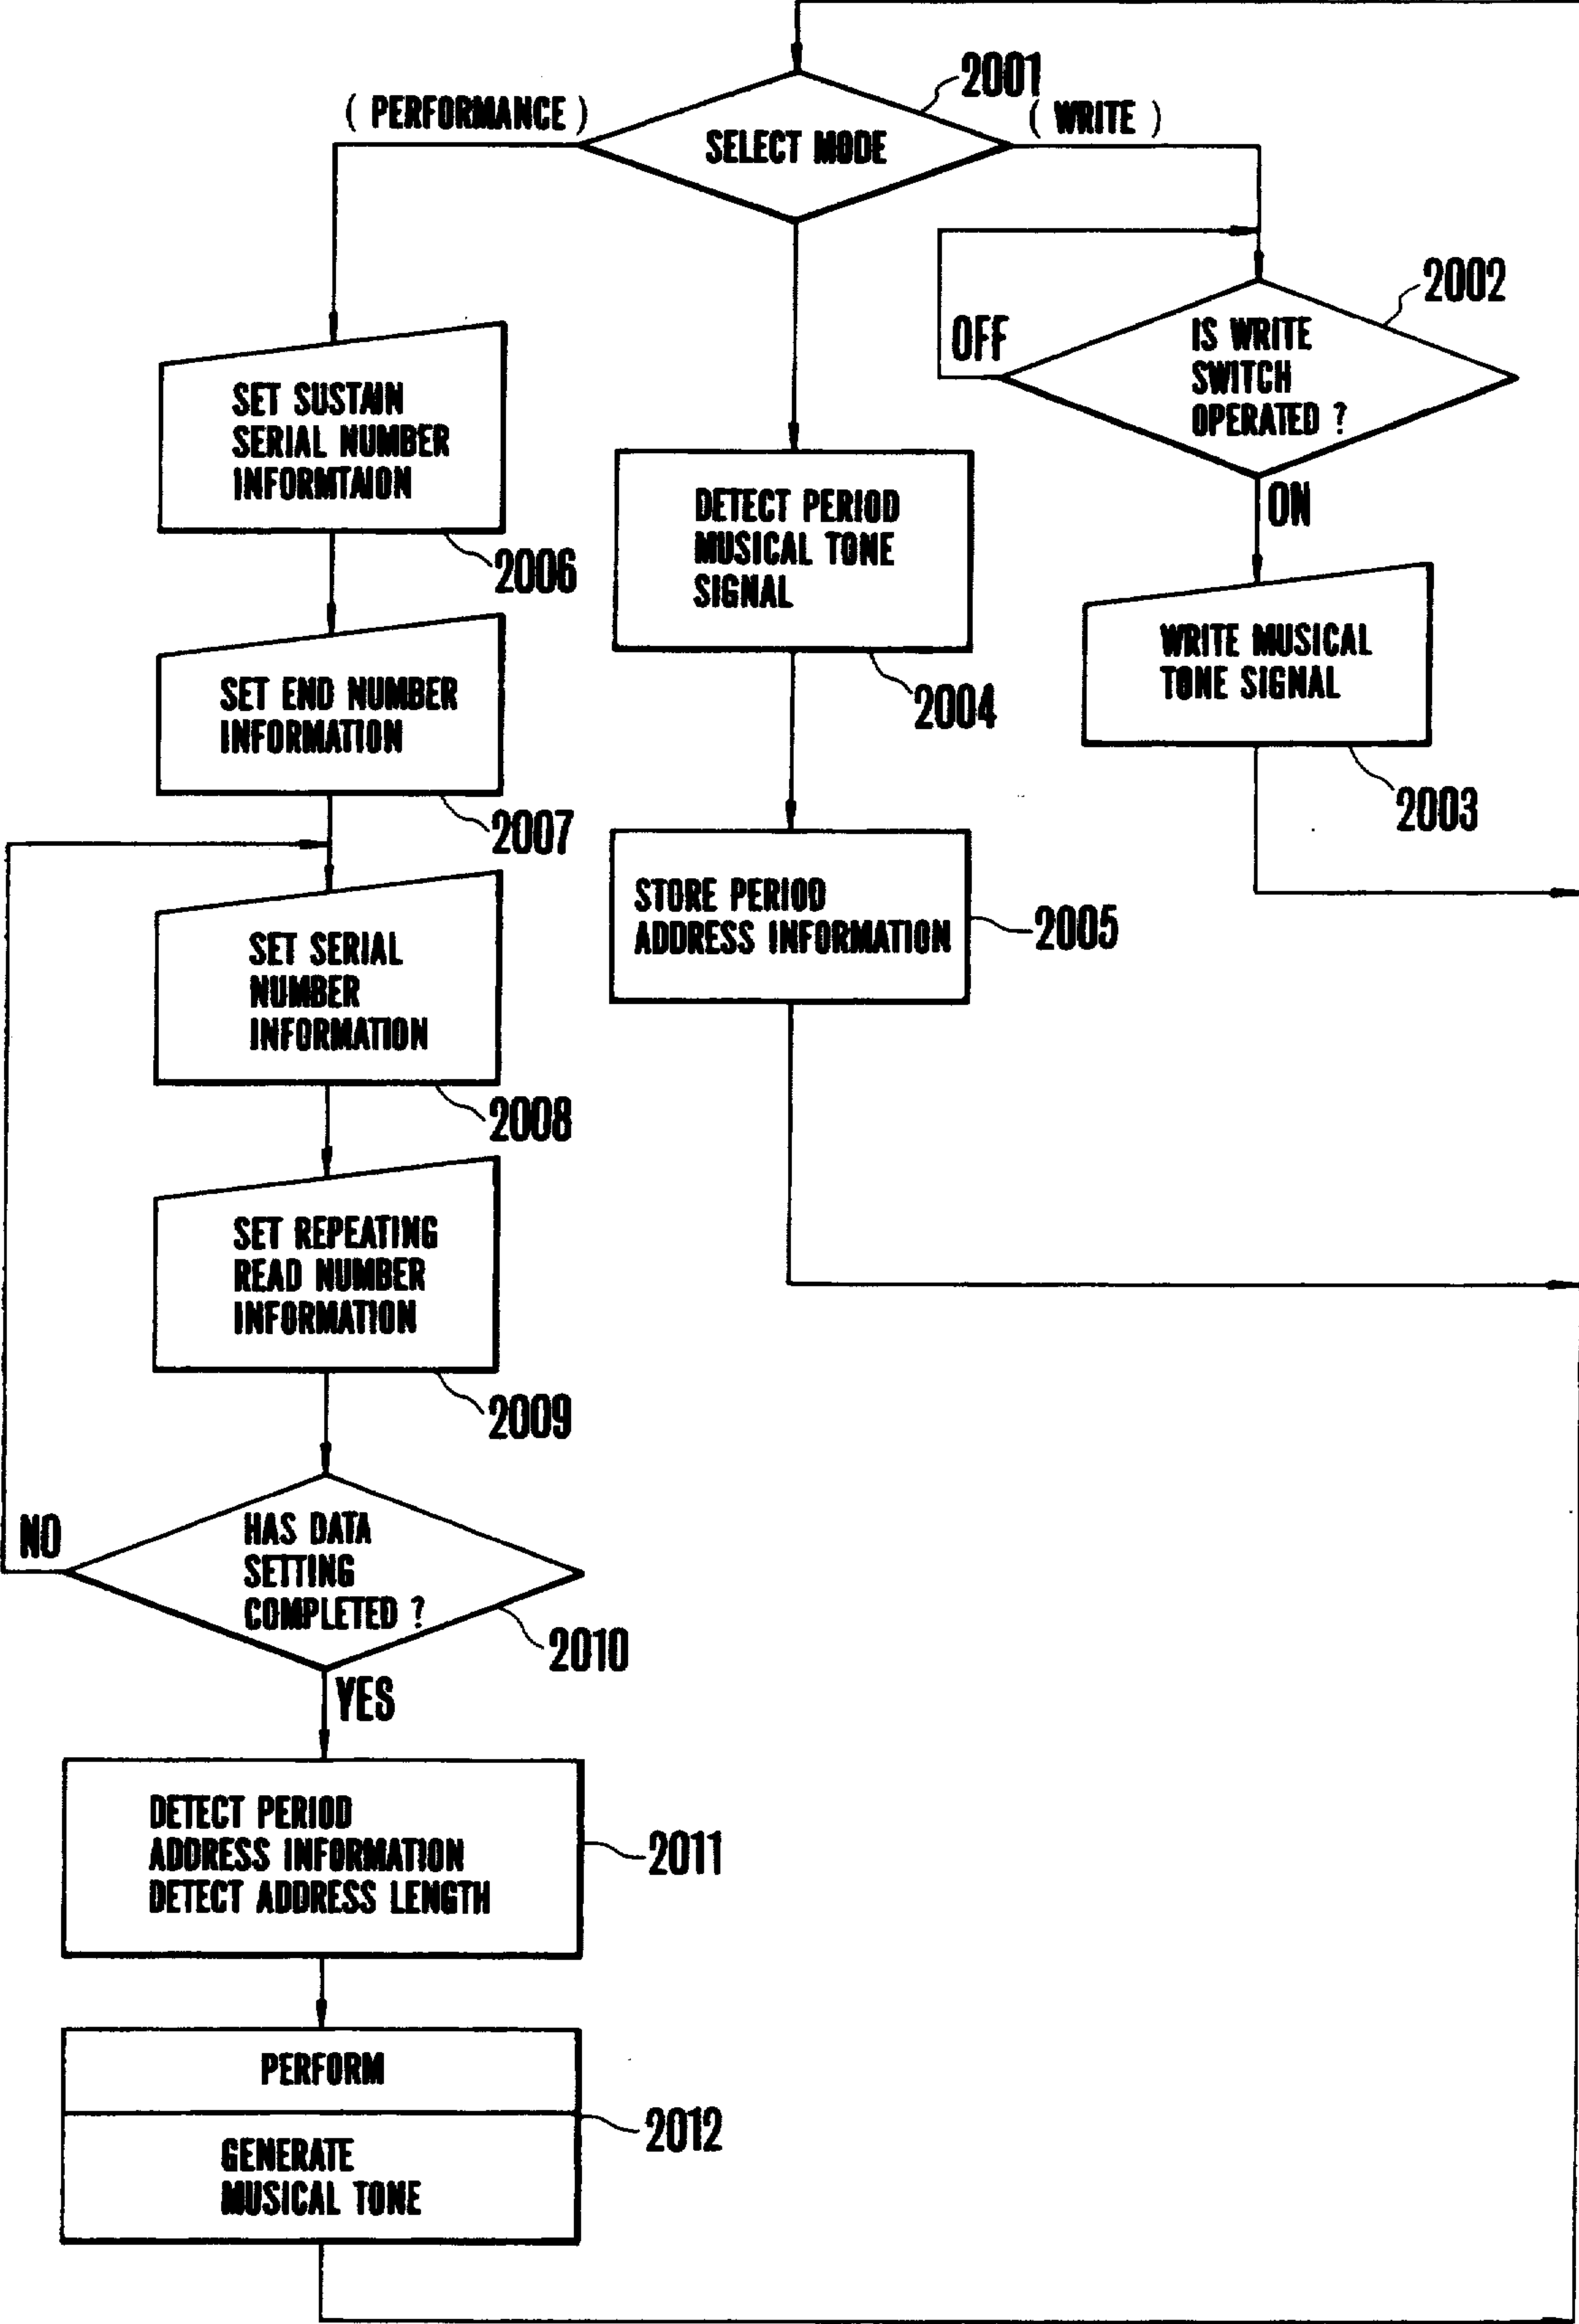 2001
( PERFORMANCE )
( WRITE )
SELECT MODE
2002
OFF
IS WRITE
SWITCH
OPERATED ?
ON
SET SUSTAIN
SERIAL NUMBER
INFORMTAION
2006
DETECT PERIOD
MUSICAL TONE
SIGNAL
2004
WRITE MUSICAL
TONE SIGNAL
2003
SET END NUMBER
INFORMATION
2007
STORE PERIOD
ADDRESS INFORMATION
2005
SET SERIAL
NUMBER
INFORMATION
2008
SET REPEATING
READ NUMBER
INFORMATION
2009
NO
HAS DATA
SETTING
COMPLETED ?
2010
YES
DETECT PERIOD
ADDRESS INFORMATION
DETECT ADDRESS LENGTH
2011
PERFORM
2012
GENERATE
MUSICAL TONE